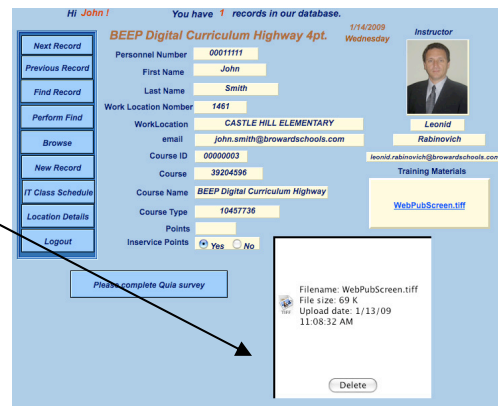 Hi John !
You have 1 records in our database.
BEEP Digital Curriculum Highway 4pt.
1/14/2009
Wednesday
Instructor
Next Record
Previous Record
Find Record
Perform Find
Browse
New Record
IT Class Schedule
Location Details
Logout
Personnel Number 00011111
First Name John
Last Name Smith
Work Location Nomber 1461
WorkLocation CASTLE HILL ELEMENTARY
email john.smith@browardschools.com
Course ID 00000003
Course 39204596
Course Name BEEP Digital Curriculum Highway
Course Type 10457736
Points
Inservice Points Yes No
Leonid
Rabinovich
leonid.rabinovich@browardschools.com
Training Materials
WebPubScreen.tiff
Please complete Quia survey
Filename: WebPubScreen.tiff
File size: 69 K
Upload date: 1/13/09
11:08:32 AM
TIFF
Delete